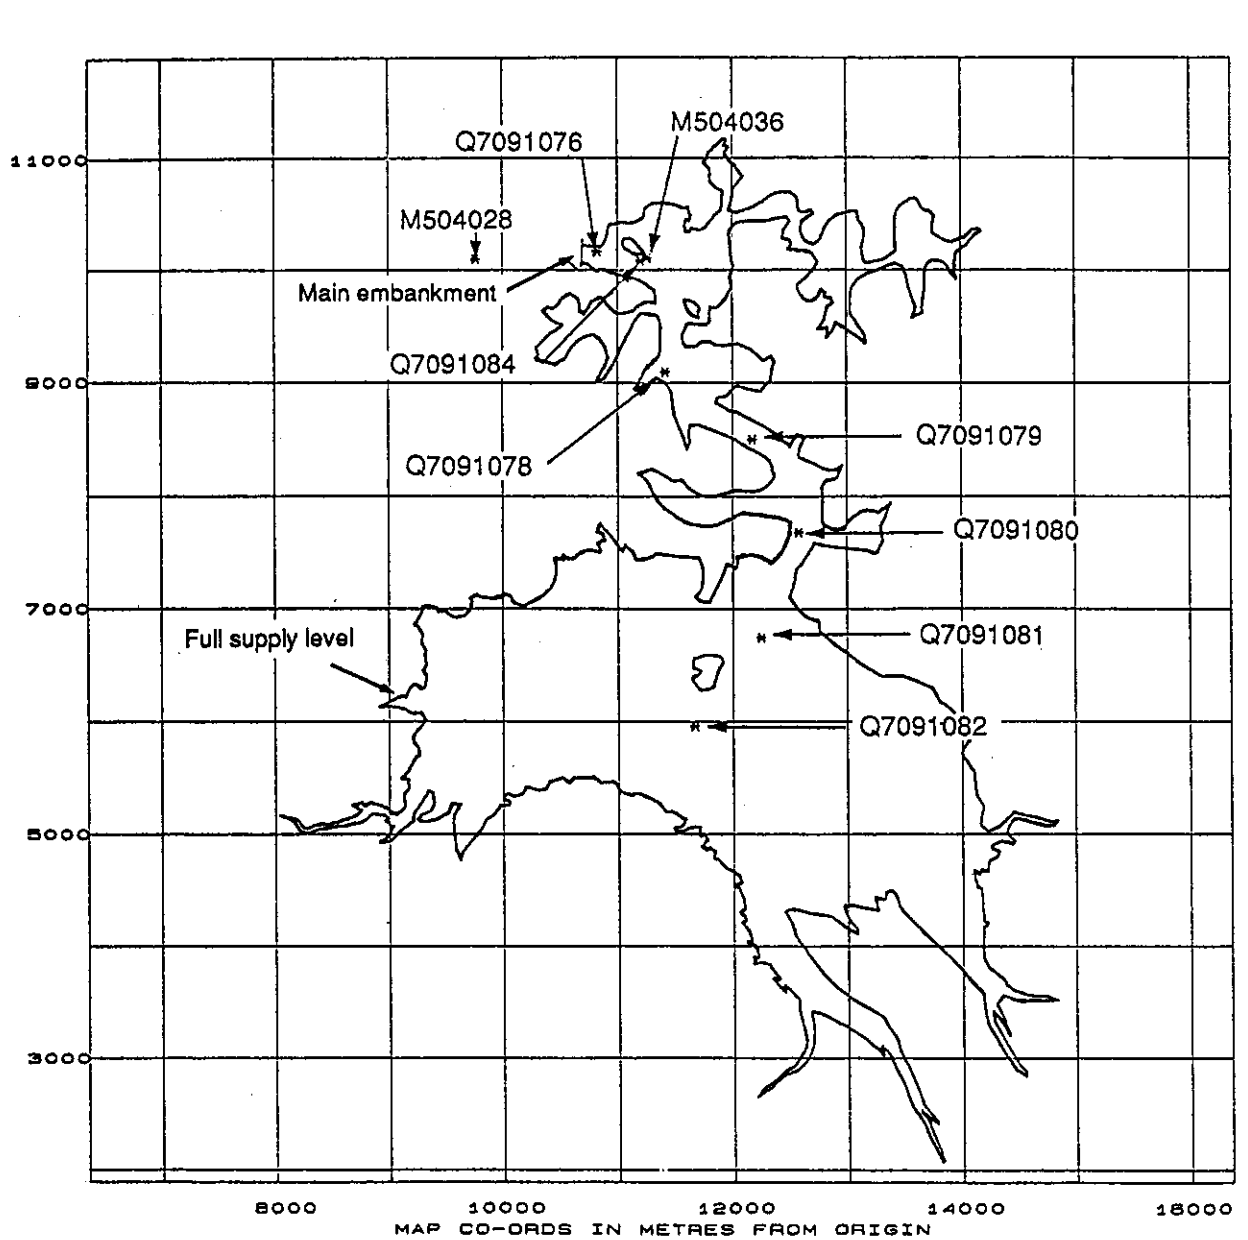 M504036
Q7091076
11000
M504028
Main embankment
Q7091084
9000
Q7091079
Q7091078
Q7091080
7000
Full supply level
Q7091081
Q7091082
5000
3000
8000 10000 12000 14000 16000
MAP CO-ORDS IN METRES FROM ORIGIN